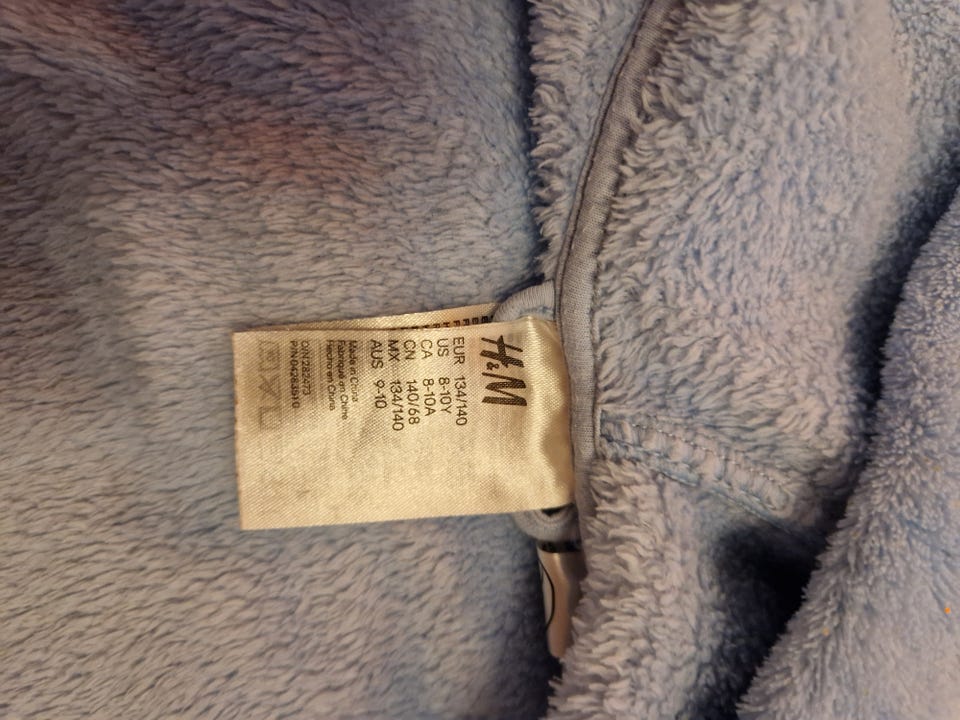 H&M
EUR 134/140
US 8-10Y
CA 8-10A
CN 140/68
MX 134/140
AUS 9-10
Made in China
Fabriqué en Chine
Hecho en China